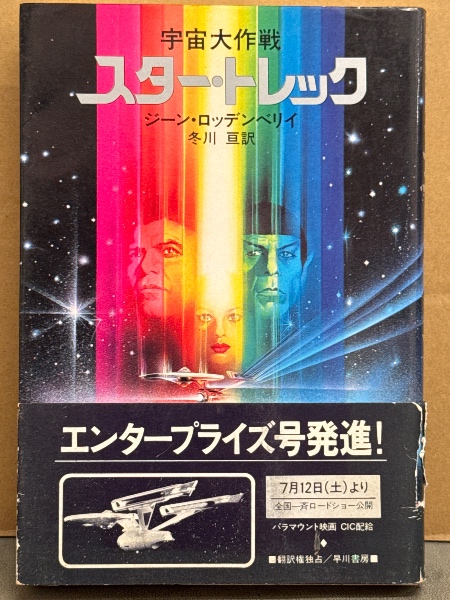 宇宙大作戦
スター・トレック
ジーン・ロッデンベリイ
冬川 亘訳
エンタープライズ号発進!
7月12日(土)より
全国一斉ロードショー公開
パラマウント映画 CIC配給
■翻訳権独占/早川書房■